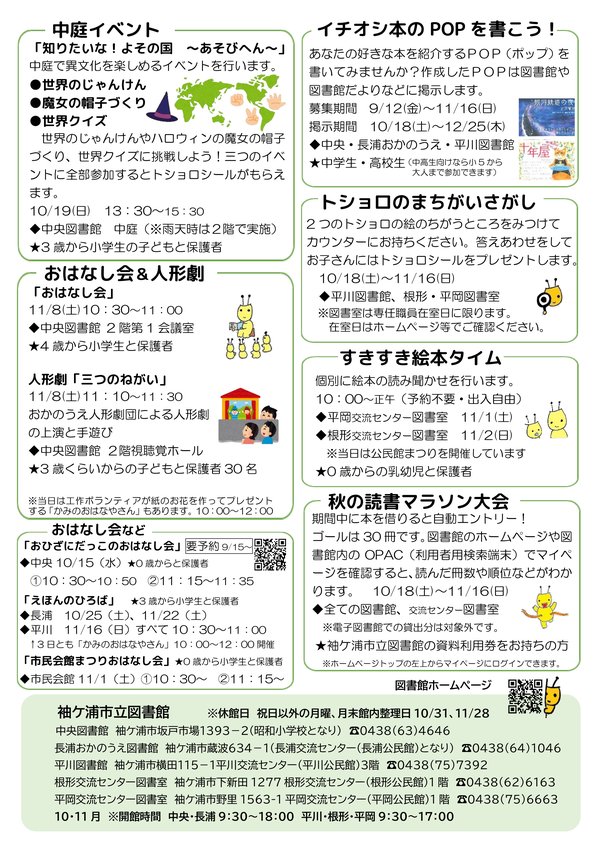 中庭イベント
「知りたいな！よその国　～あそびへん～」
中庭で異文化を楽しめるイベントを行います。
●世界のじゃんけん
●魔女の帽子づくり
●世界クイズ
世界のじゃんけんやハロウィンの魔女の帽子
づくり、世界クイズに挑戦しよう！三つのイベ
ントに全部参加するとトショロシールがもらえ
ます。
10/19(日)　13：30～15：30
◆中央図書館　中庭（※雨天時は２階で実施）
★３歳から小学生の子どもと保護者
おはなし会＆人形劇
「おはなし会」
11/8(土)10：30～11：00
◆中央図書館　２階第１会議室
★４歳から小学生と保護者
人形劇「三つのねがい」
11/8(土)11：10～11：30
おかのうえ人形劇団による人形劇
の上演と手遊び
◆中央図書館　２階視聴覚ホール
★３歳くらいからの子どもと保護者30名
※当日は工作ボランティアが紙のお花を作ってプレゼント
する「かみのおはなやさん」もあります。10：00～12：00
おはなし会など
「おひざにだっこのおはなし会」 要予約 9/15～
◆中央 10/15（水）★０歳からと保護者
①10：30～10：50　②11：15～11：35
「えほんのひろば」　★３歳から小学生と保護者
◆長浦　10/25（土）、11/22（土）
◆平川　11/16（日）すべて10：30～11：00
↑３日とも「かみのおはなやさん」10：00～12：00 開催
「市民会館まつりおはなし会」★０歳から小学生と保護者
◆市民会館 11/1（土）①10：30～　②11：15～
イチオシ本のPOPを書こう！
あなたの好きな本を紹介するＰＯＰ（ポップ）を
書いてみませんか？作成したＰＯＰは図書館や
図書館だよりなどに掲示します。
募集期間　9/12(金)～11/16(日)
掲示期間　10/18(土)～12/25(木)
◆中央・長浦おかのうえ・平川図書館
★中学生・高校生（中高生向けなら小５から
大人まで参加できます）
トショロのまちがいさがし
２つのトショロの絵のちがうところをみつけて
カウンターにお持ちください。答えあわせをして
お子さんにはトショロシールをプレゼントします。
10/18(土)～11/16(日)
◆平川図書館、根形・平岡図書室
※図書室は専任職員在室日に限ります。
在室日はホームページ等でご確認ください。
すきすき絵本タイム
個別に絵本の読み聞かせを行います。
10：00～正午（予約不要・出入自由）
◆平岡交流センター図書室　11/1(土)
◆根形交流センター図書室　11/2(日)
※当日は公民館まつりを開催しています
★０歳からの乳幼児と保護者
秋の読書マラソン大会
期間中に本を借りると自動エントリー！
ゴールは30冊です。図書館のホームページや図
書館内のOPAC（利用者用検索端末）でマイペ
ージを確認すると、読んだ冊数や順位などがわか
ります。　10/18(土)～11/16(日)
◆全ての図書館、交流センター図書室
※電子図書館での貸出分は対象外です。
★袖ケ浦市立図書館の資料利用券をお持ちの方
※ホームページトップの左上からマイページにログインできます。
図書館ホームページ
袖ケ浦市立図書館　※休館日　祝日以外の月曜、月末館内整理日 10/31、11/28
中央図書館　袖ケ浦市坂戸市場1393－2(昭和小学校となり）　☎0438(63)4646
長浦おかのうえ図書館　袖ケ浦市蔵波634－1(長浦交流センター(長浦公民館)となり）　☎0438(64)1046
平川図書館　袖ケ浦市横田115－1平川交流センター(平川公民館)3階　☎0438(75)7392
根形交流センター図書室　袖ケ浦市下新田1277根形交流センター(根形公民館)1階　☎0438(62)6163
平岡交流センター図書室　袖ケ浦市野里1563-1平岡交流センター(平岡公民館)1階　☎0438(75)6663
10・11月　※開館時間　中央・長浦9：30～18：00　平川・根形・平岡9：30～17：00